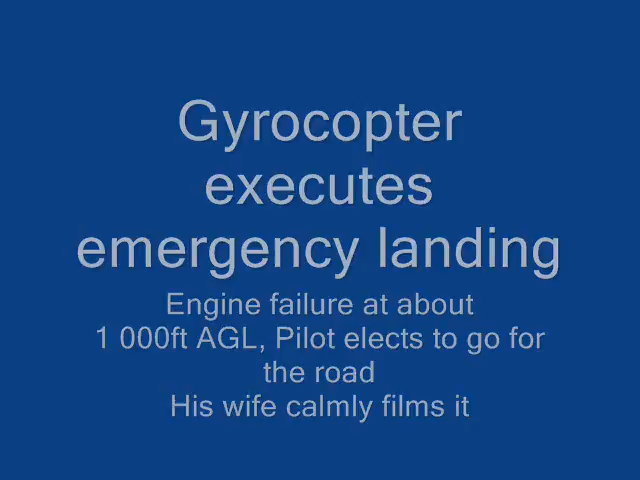 Gyrocopter
executes
emergency landing
Engine failure at about
1 000ft AGL, Pilot elects to go for
the road
His wife calmly films it